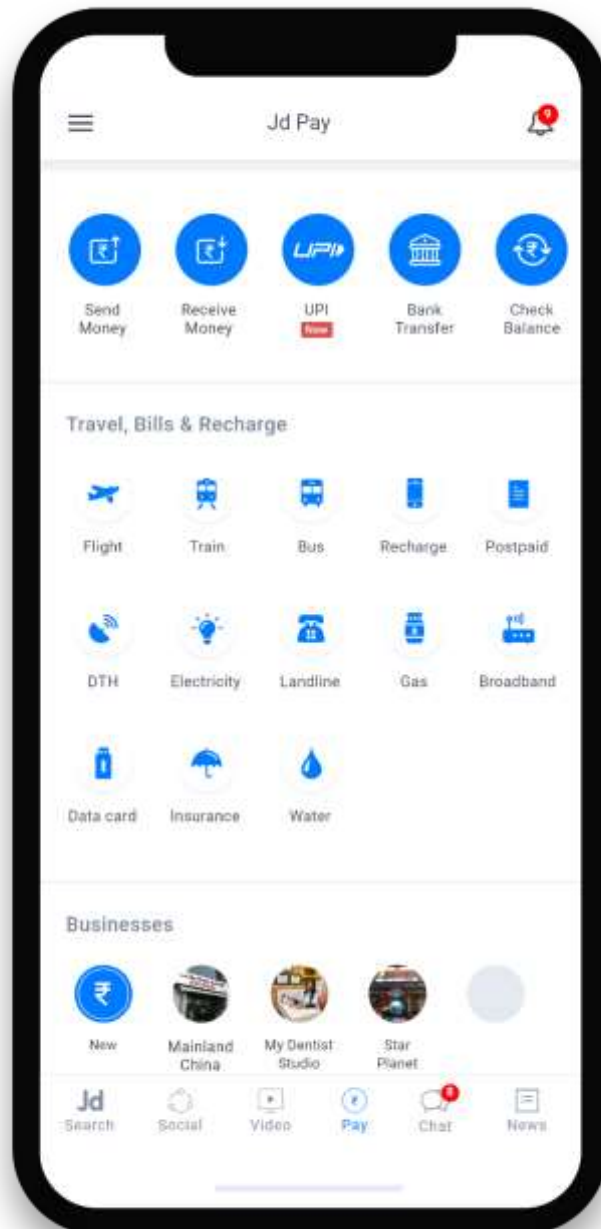 Jd Pay
9
Send
Money
Receive
Money
UPI
UPI
New
Bank
Transfer
Check
Balance
Travel, Bills & Recharge
Flight
Train
Bus
Recharge
Postpaid
DTH
Electricity
Landline
Gas
Broadband
Data card
Insurance
Water
Businesses
₹
New
Mainland
China
My Dentist
Studio
Star
Planet
Jd
Search
Social
Video
Pay
Chat
News